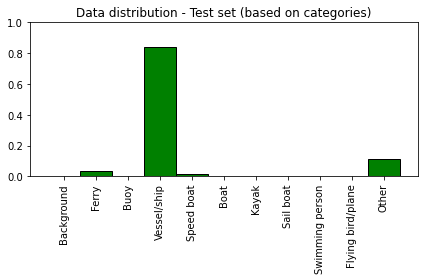 Data distribution - Test set (based on categories)
1.0
0.8
0.6
0.4
0.2
0.0
Background
Ferry
Buoy
Vessel/ship
Speed boat
Boat
Kayak
Sail boat
Swimming person
Flying bird/plane
Other